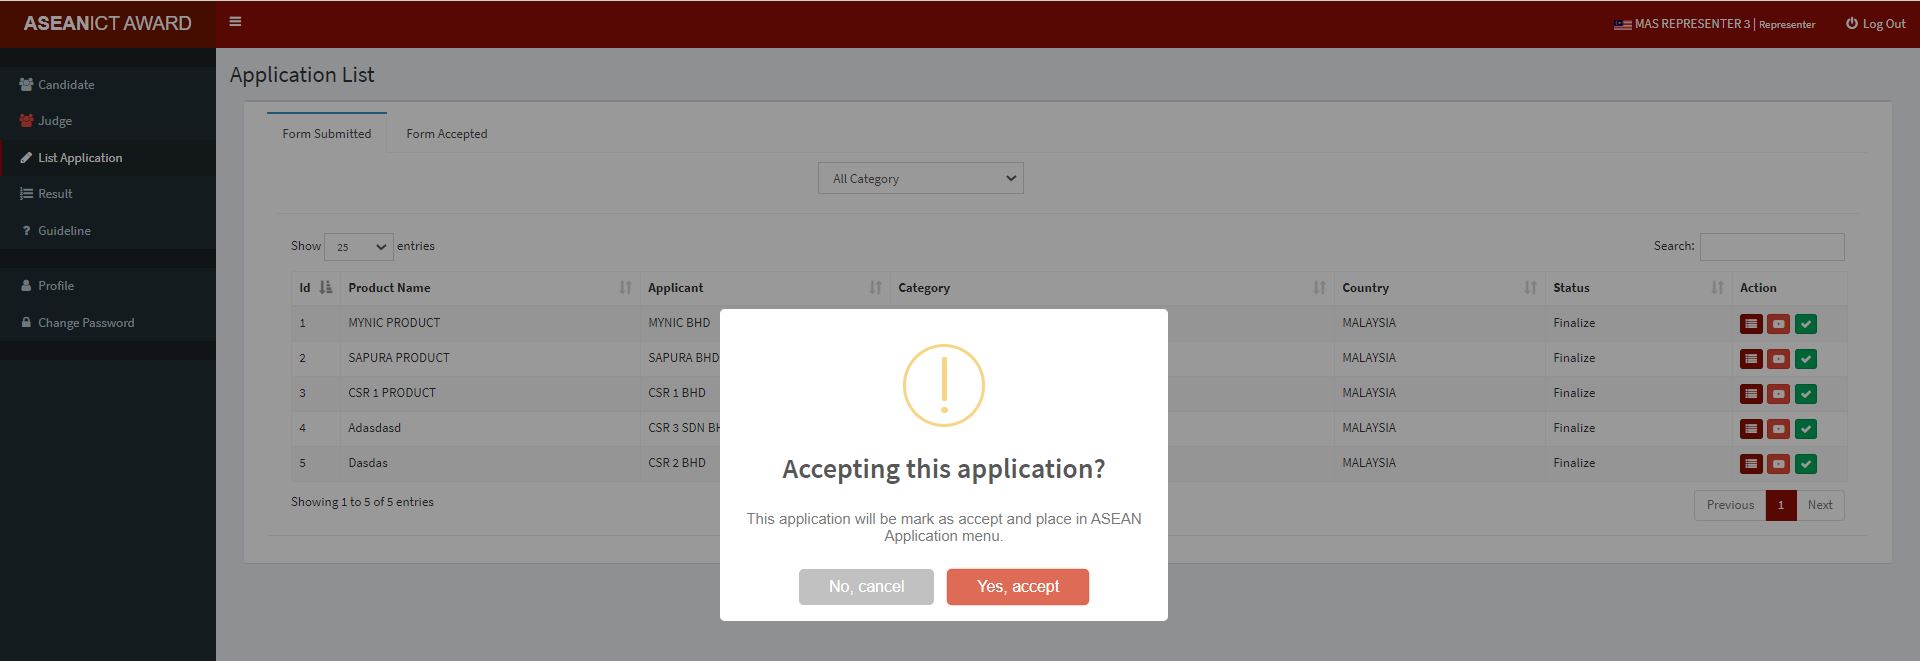 ASEANICT AWARD
MAS REPRESENTER 3 | Representer
Log Out
Candidate
Judge
List Application
Result
? Guideline
Profile
Change Password
Application List
Form Submitted
Form Accepted
All Category
Show 25 entries
Search:
Id Product Name Applicant Category Country Status Action
1 MYNIC PRODUCT MYNIC BHD MALAYSIA Finalize
2 SAPURA PRODUCT SAPURA BHD MALAYSIA Finalize
3 CSR 1 PRODUCT CSR 1 BHD MALAYSIA Finalize
4 Adasdasd CSR 3 SDN MALAYSIA Finalize
5 Dasdas CSR 2 BHD MALAYSIA Finalize
Showing 1 to 5 of 5 entries
Previous 1 Next
!
Accepting this application?
This application will be mark as accept and place in ASEAN
Application menu.
No, cancel
Yes, accept